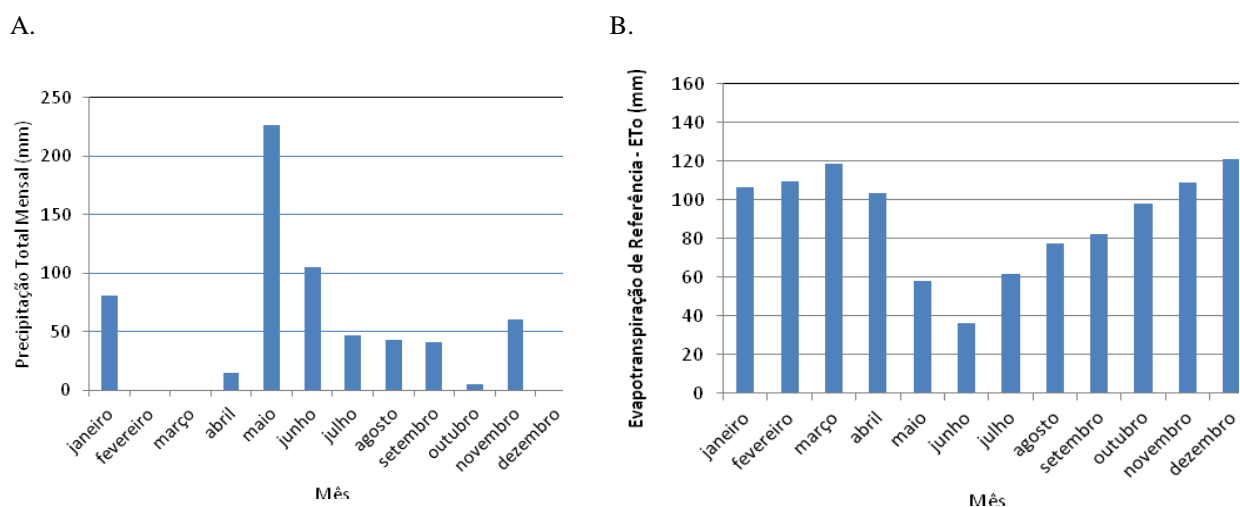 A.
B.
Precipitação Total Mensal (mm)
250
200
150
100
50
0
janeiro
fevereiro
março
abril
maio
junho
julho
agosto
setembro
outubro
novembro
dezembro
Mês
Evapotranspiração de Referência - ETo (mm)
160
140
120
100
80
60
40
20
0
janeiro
fevereiro
março
abril
maio
junho
julho
agosto
setembro
outubro
novembro
dezembro
Mês